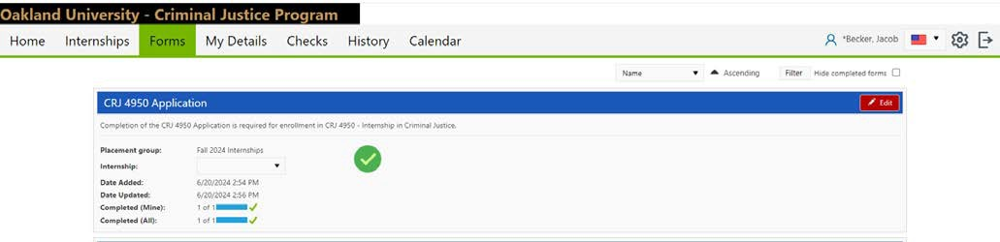 Oakland University - Criminal Justice Program
Home Internships Forms My Details Checks History Calendar *Becker, Jacob
Name Ascending Filter Hide completed forms
CRJ 4950 Application Edit
Completion of the CRJ 4950 Application is required for enrollment in CRJ 4950 - Internship in Criminal Justice.
Placement group: Fall 2024 Internships
Internship:
Date Added: 6/20/2024 2:54 PM
Date Updated: 6/20/2024 2:56 PM
Completed (Mine): 1 of 1
Completed (All): 1 of 1